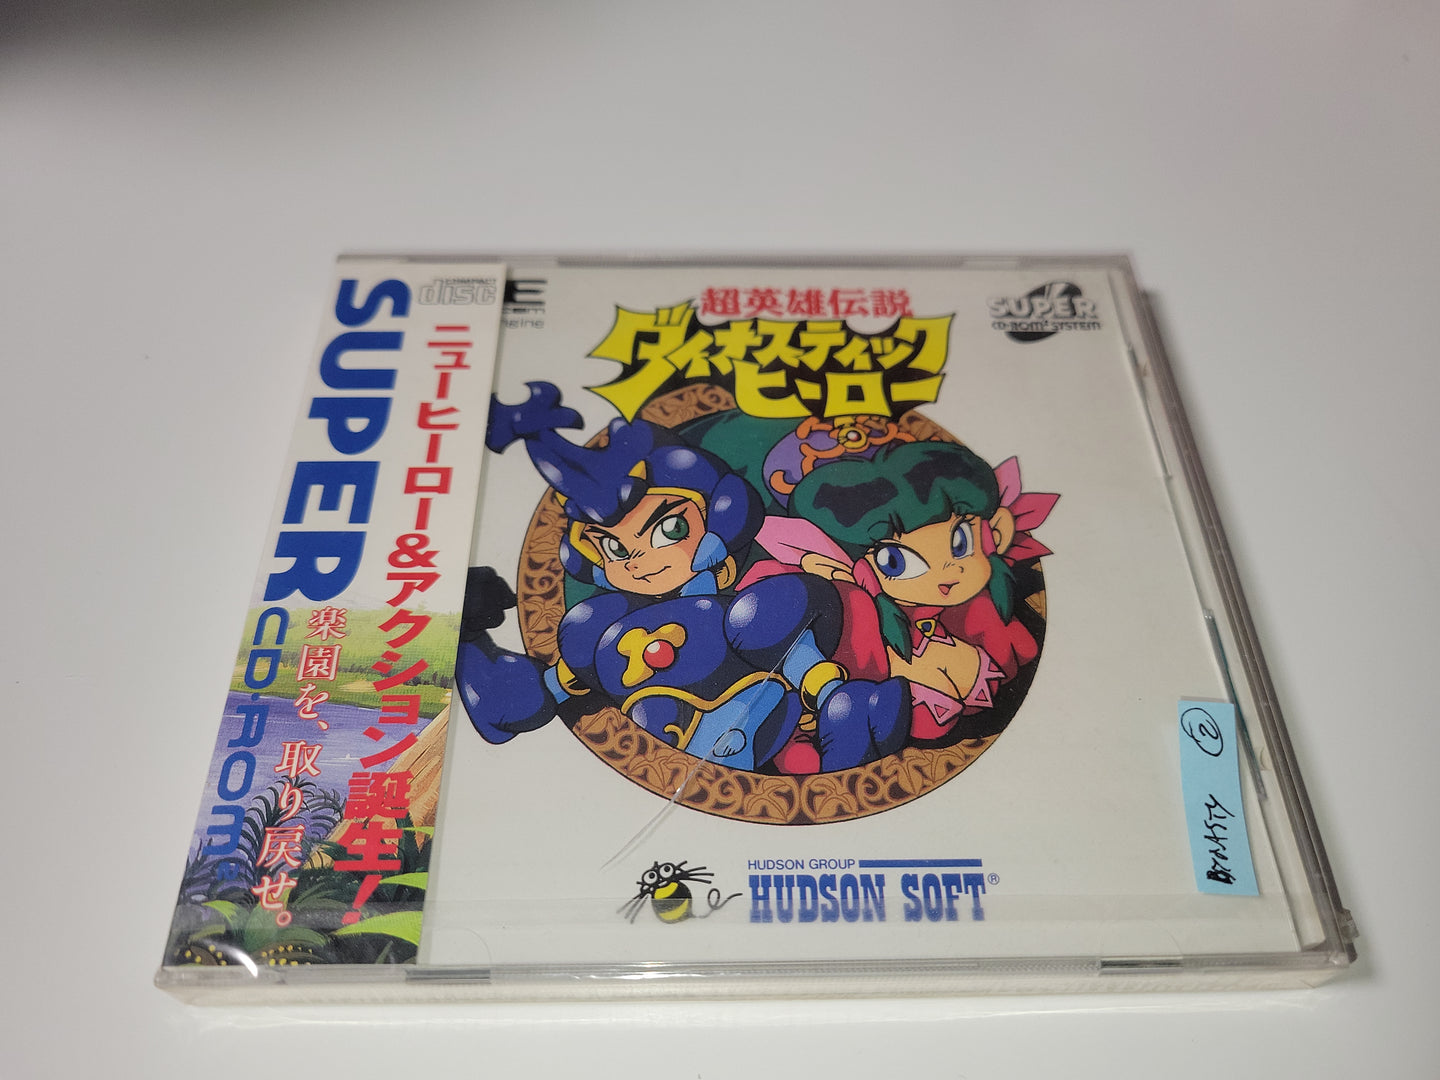 COMPACT
disc
SUPER
CD-ROM²
ニューヒーロー&アクション誕生!
楽園を、取り戻せ。
超英雄伝説
ダイナスティック
ヒーロー
SUPER
CD-ROM² SYSTEM
HUDSON GROUP
HUDSON SOFT®
②